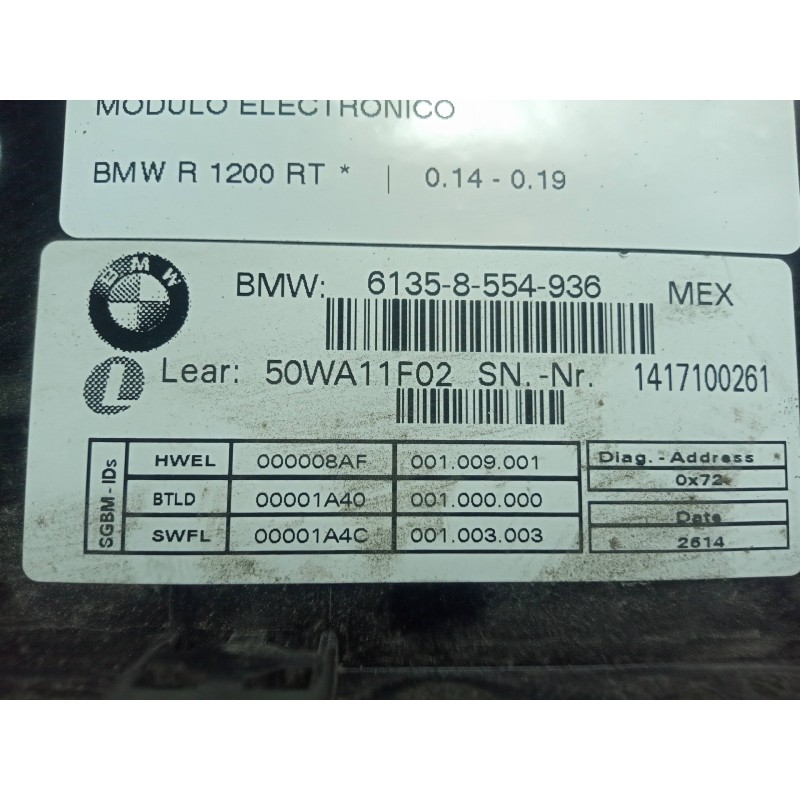 MODULO ELECTRONICO
BMW R 1200 RT * | 0.14 - 0.19
BMW
BMW: 6135-8-554-936 MEX
L
Lear: 50WA11F02 SN.-Nr. 1417100261
SGBM-IDs
HWEL 000008AF 001.009.001
BTLD 00001A40 001.000.000
SWFL 00001A4C 001.003.003
Diag.-Address
0x72
Date
2614